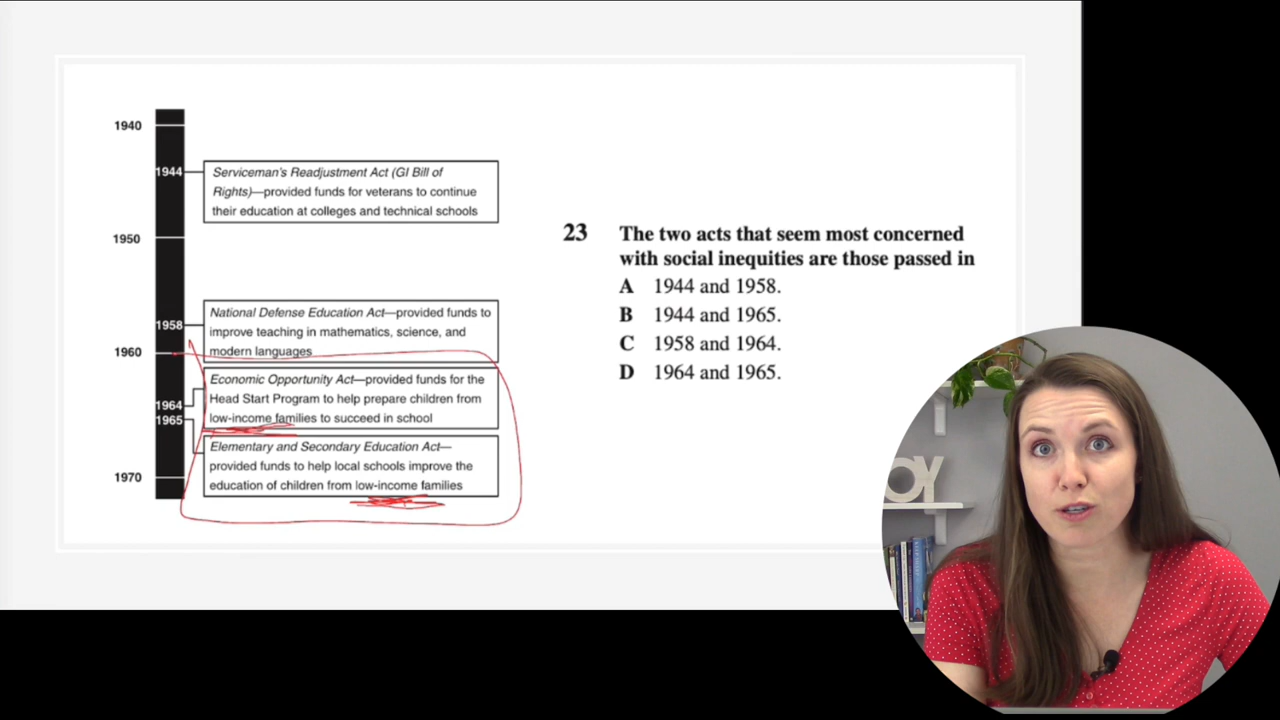 1940
1944
Serviceman's Readjustment Act (GI Bill of
Rights)—provided funds for veterans to continue
their education at colleges and technical schools
1950
National Defense Education Act—provided funds to
1958
improve teaching in mathematics, science, and
modern languages
1960
Economic Opportunity Act—provided funds for the
Head Start Program to help prepare children from
1964
low-income families to succeed in school
1965
Elementary and Secondary Education Act—
provided funds to help local schools improve the
1970
education of children from low-income families
23 The two acts that seem most concerned
with social inequities are those passed in
A 1944 and 1958.
B 1944 and 1965.
C 1958 and 1964.
D 1964 and 1965.
OY